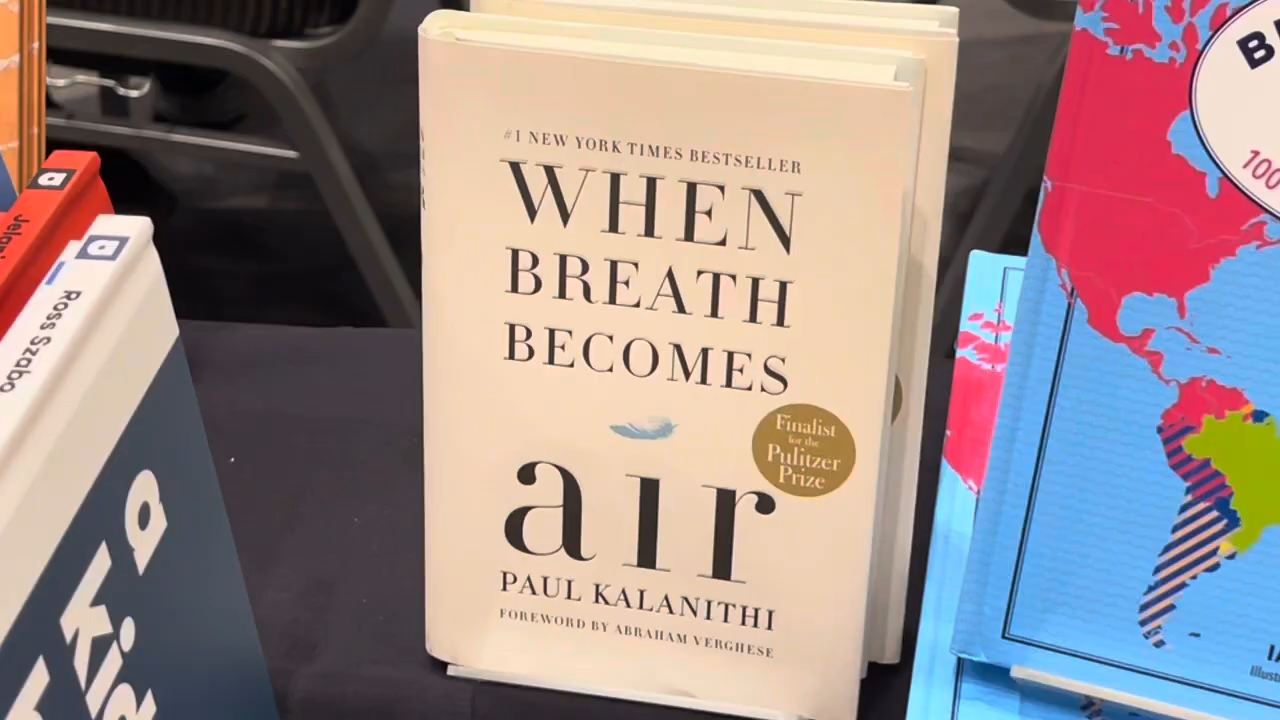 #1 NEW YORK TIMES BESTSELLER
WHEN
BREATH
BECOMES
air
Finalist
for the
Pulitzer
Prize
PAUL KALANITHI
FOREWORD BY ABRAHAM VERGHESE
Ross Szabo
a
100